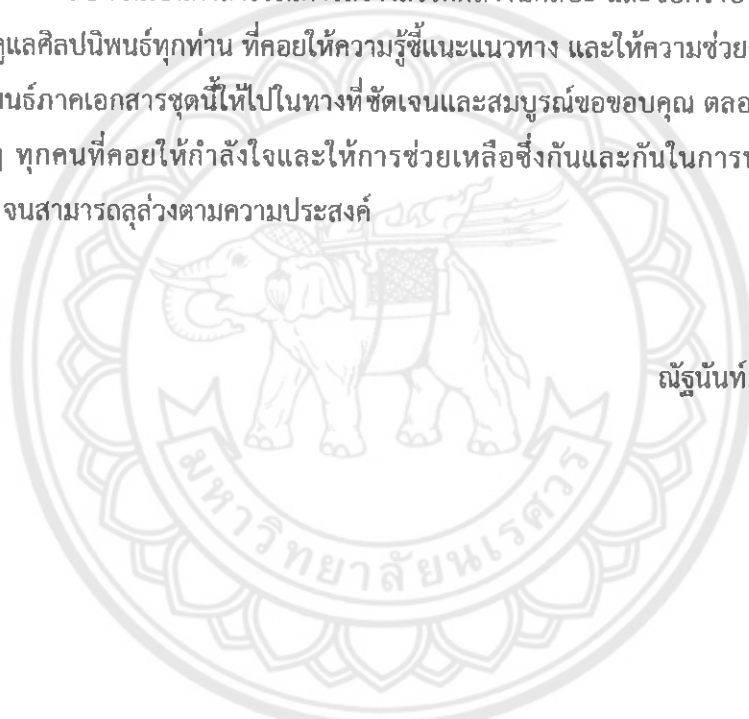 ูแลศิลปนิพนธ์ทุกท่าน ที่คอยให้ความรู้ชี้แนะแนวทาง และให้ความช่วย
นธ์ภาคเอกสารชุดนี้ให้ไปในทางที่ชัดเจนและสมบูรณ์ขอขอบคุณ ตลอ
ๆ ทุกคนที่คอยให้กำลังใจและให้การช่วยเหลือซึ่งกันและกันในการ
จนสามารถลุล่วงตามความประสงค์
ณัฐนันท์
มหาวิทยาลัยนเรศวร